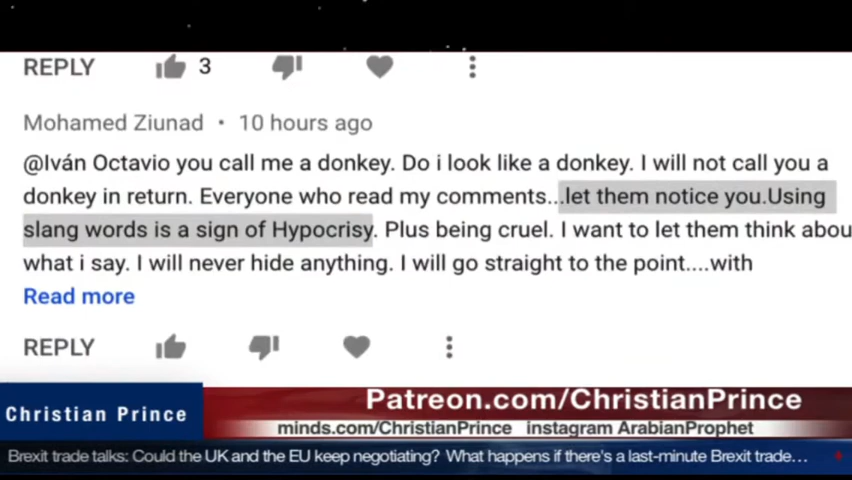 REPLY 3
Mohamed Ziunad • 10 hours ago
@Iván Octavio you call me a donkey. Do i look like a donkey. I will not call you a
donkey in return. Everyone who read my comments...let them notice you.Using
slang words is a sign of Hypocrisy. Plus being cruel. I want to let them think abou
what i say. I will never hide anything. I will go straight to the point....with
Read more
REPLY
Christian Prince
Patreon.com/ChristianPrince
minds.com/ChristianPrince instagram ArabianProphet
Brexit trade talks: Could the UK and the EU keep negotiating? What happens if there's a last-minute Brexit trade...